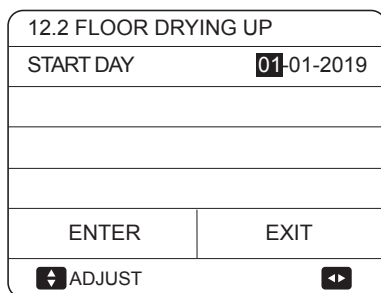 12.2 FLOOR DRYING UP
START DAY 01-01-2019
ENTER EXIT
ADJUST